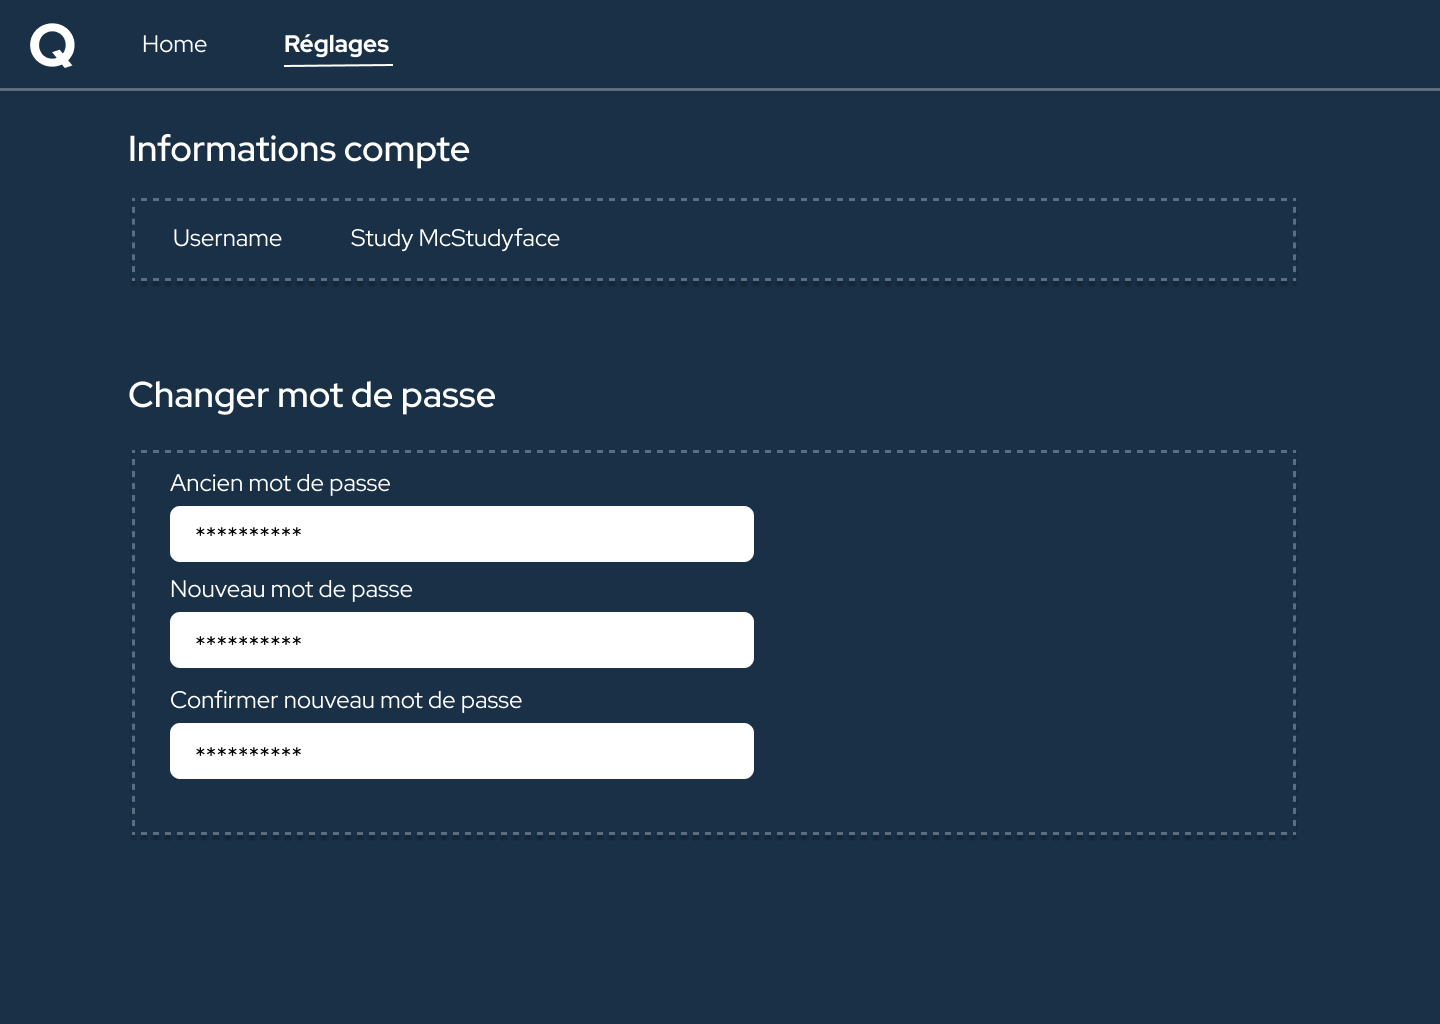 Q
Home
Réglages
Informations compte
Username
Study McStudyface
Changer mot de passe
Ancien mot de passe
**********
Nouveau mot de passe
**********
Confirmer nouveau mot de passe
**********